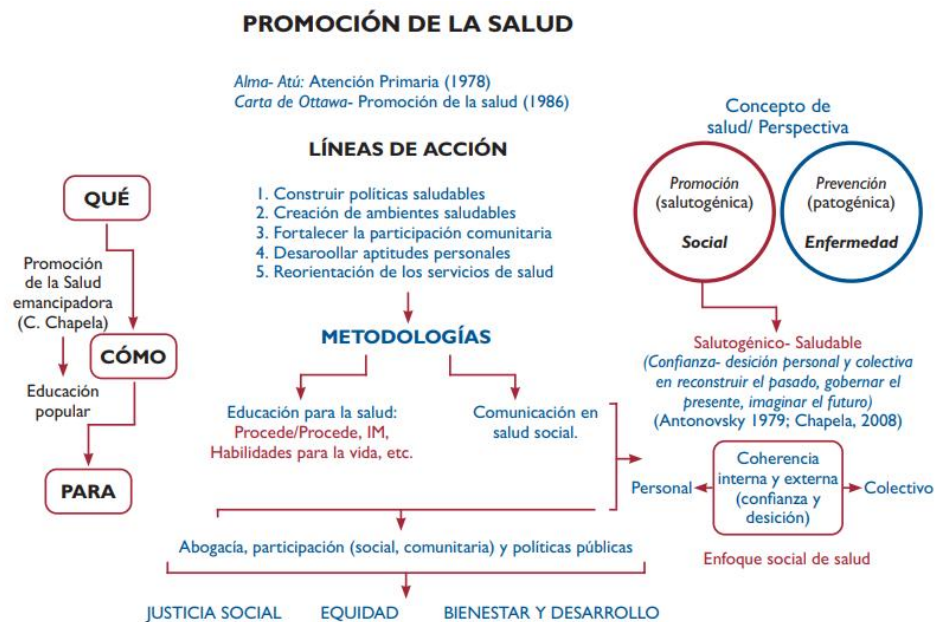 PROMOCIÓN DE LA SALUD
Alma- Atú: Atención Primaria (1978)
Carta de Ottawa- Promoción de la salud (1986)
LÍNEAS DE ACCIÓN
1. Construir políticas saludables
2. Creación de ambientes saludables
3. Fortalecer la participación comunitaria
4. Desaroollar aptitudes personales
5. Reorientación de los servicios de salud
METODOLOGÍAS
Educación para la salud:
Procede/Procede, IM,
Habilidades para la vida, etc.
Comunicación en
salud social.
Abogacía, participación (social, comunitaria) y políticas públicas
JUSTICIA SOCIAL
EQUIDAD
BIENESTAR Y DESARROLLO
QUÉ
Promoción
de la Salud
emancipadora
(C. Chapela)
CÓMO
Educación
popular
PARA
Concepto de
salud/ Perspectiva
Promoción
(salutogénica)
Social
Prevención
(patogénica)
Enfermedad
Salutogénico- Saludable
(Confianza- desición personal y colectiva
en reconstruir el pasado, gobernar el
presente, imaginar el futuro)
(Antonovsky 1979; Chapela, 2008)
Personal
Coherencia
interna y externa
(confianza y
desición)
Colectivo
Enfoque social de salud